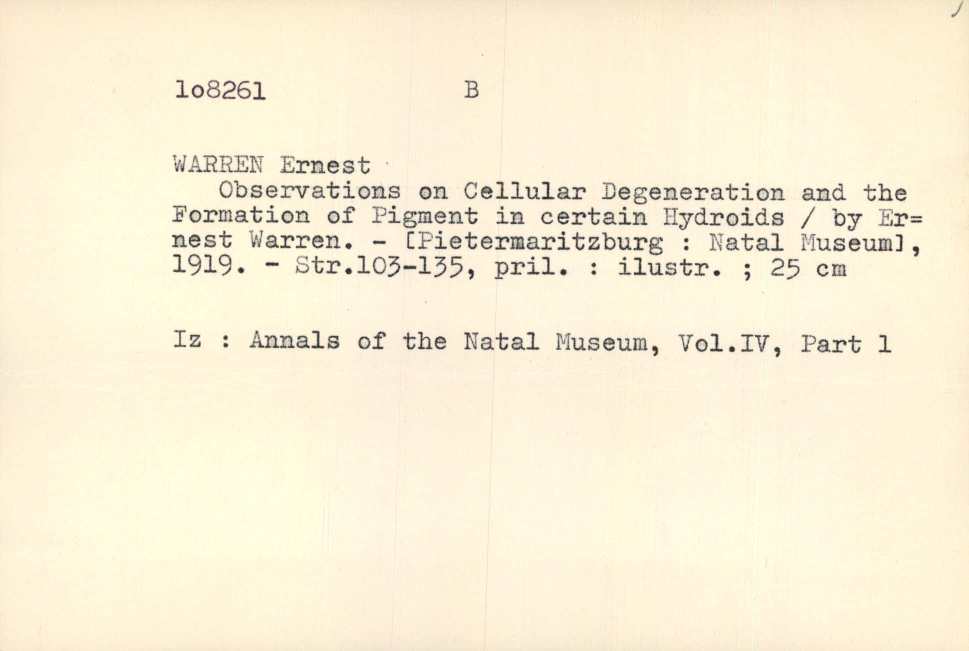 lo8261 B
WARREN Ernest
Observations on Cellular Degeneration and the
Formation of Pigment in certain Hydroids / by Er=
nest Warren. - [Pietermaritzburg : Natal Museum],
1919. - Str.103-135, pril. : ilustr. ; 25 cm
Iz : Annals of the Natal Museum, Vol.IV, Part 1